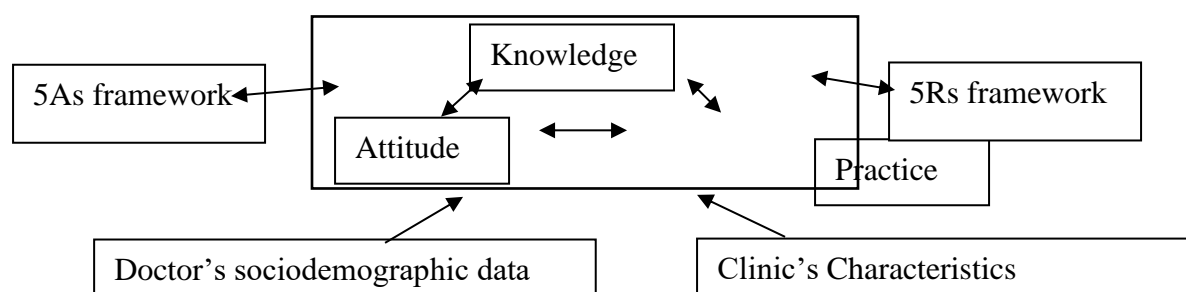 Knowledge
5As framework
5Rs framework
Attitude
Practice
Doctor’s sociodemographic data
Clinic’s Characteristics